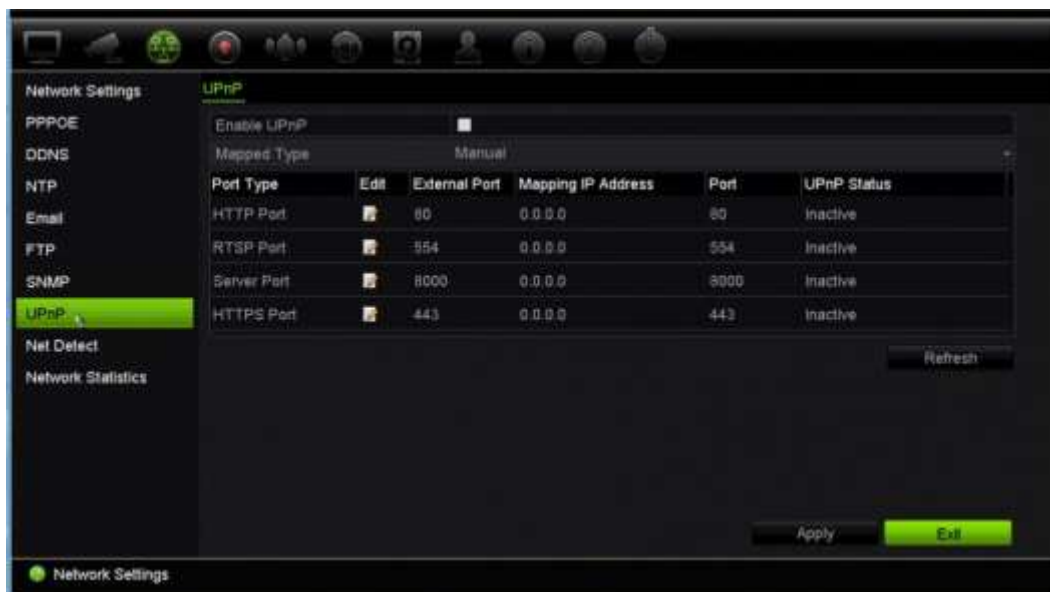 Network Settings
UPnP
PPPOE
Enable UPnP
DDNS
Mapped Type Manual
NTP
Port Type Edit External Port Mapping IP Address Port UPnP Status
Email
HTTP Port 80 0.0.0.0 80 Inactive
FTP
RTSP Port 554 0.0.0.0 554 Inactive
SNMP
Server Port 8000 0.0.0.0 8000 Inactive
UPnP
HTTPS Port 443 0.0.0.0 443 Inactive
Net Detect
Refresh
Network Statistics
Apply Exit
Network Settings